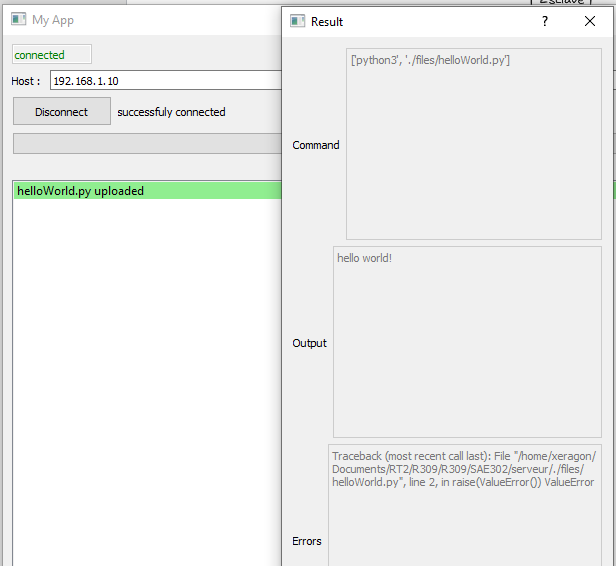 Esclave
My App
connected
Host :
192.168.1.10
Disconnect
successfuly connected
helloWorld.py uploaded
Result
?
Command
['python3', './files/helloWorld.py']
Output
hello world!
Errors
Traceback (most recent call last): File "/home/xeragon/
Documents/RT2/R309/R309/SAE302/serveur/./files/
helloWorld.py", line 2, in raise(ValueError()) ValueError